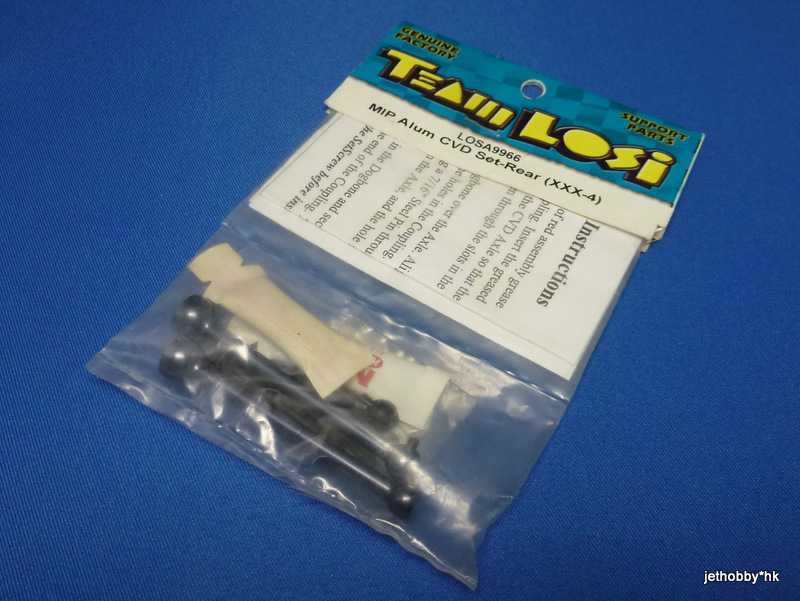 GENUINE
FACTORY
TEAM LOSI
SUPPORT
PARTS
LOSA9966
MIP Alum CVD Set-Rear (XXX-4)
Instructions
of red assembly grease
pling. Insert the greased
the CVD Axle so that the
m through the slots in the
gbone over the Axle. Ali
e holes in the Coupling.
g a 7/16" Steel Pin throu
the Axle, and the hole
in the Dogbone and sec
e end of the Coupling.
he SetScrew before ins
jethobby*hk